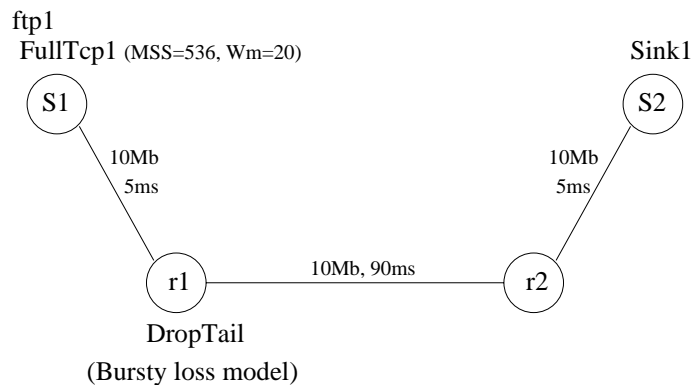 ftp1
FullTcp1 (MSS=536, Wm=20)
Sink1
S1
S2
10Mb
5ms
10Mb
5ms
10Mb, 90ms
r1
r2
DropTail
(Bursty loss model)